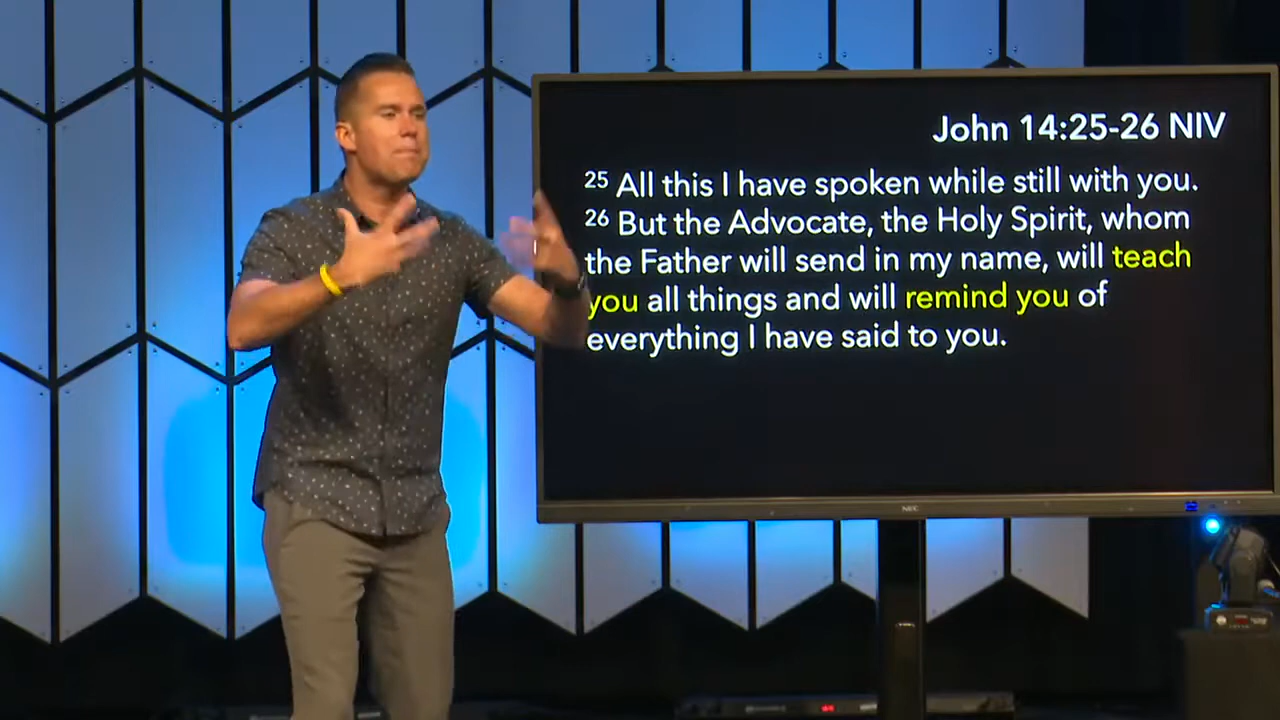 John 14:25-26 NIV
25 All this I have spoken while still with you.
26 But the Advocate, the Holy Spirit, whom
the Father will send in my name, will teach
you all things and will remind you of
everything I have said to you.
NEC